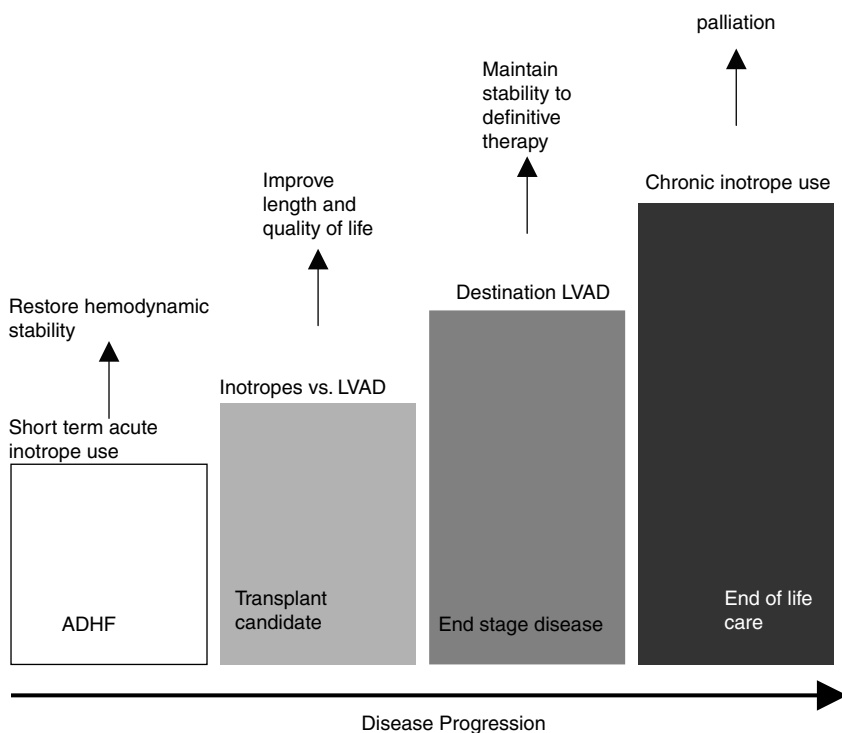 palliation
Maintain
stability to
definitive
therapy
Chronic inotrope use
Improve
length and
quality of life
Destination LVAD
Restore hemodynamic
stability
Inotropes vs. LVAD
Short term acute
inotrope use
ADHF
Transplant
candidate
End stage disease
End of life
care
Disease Progression